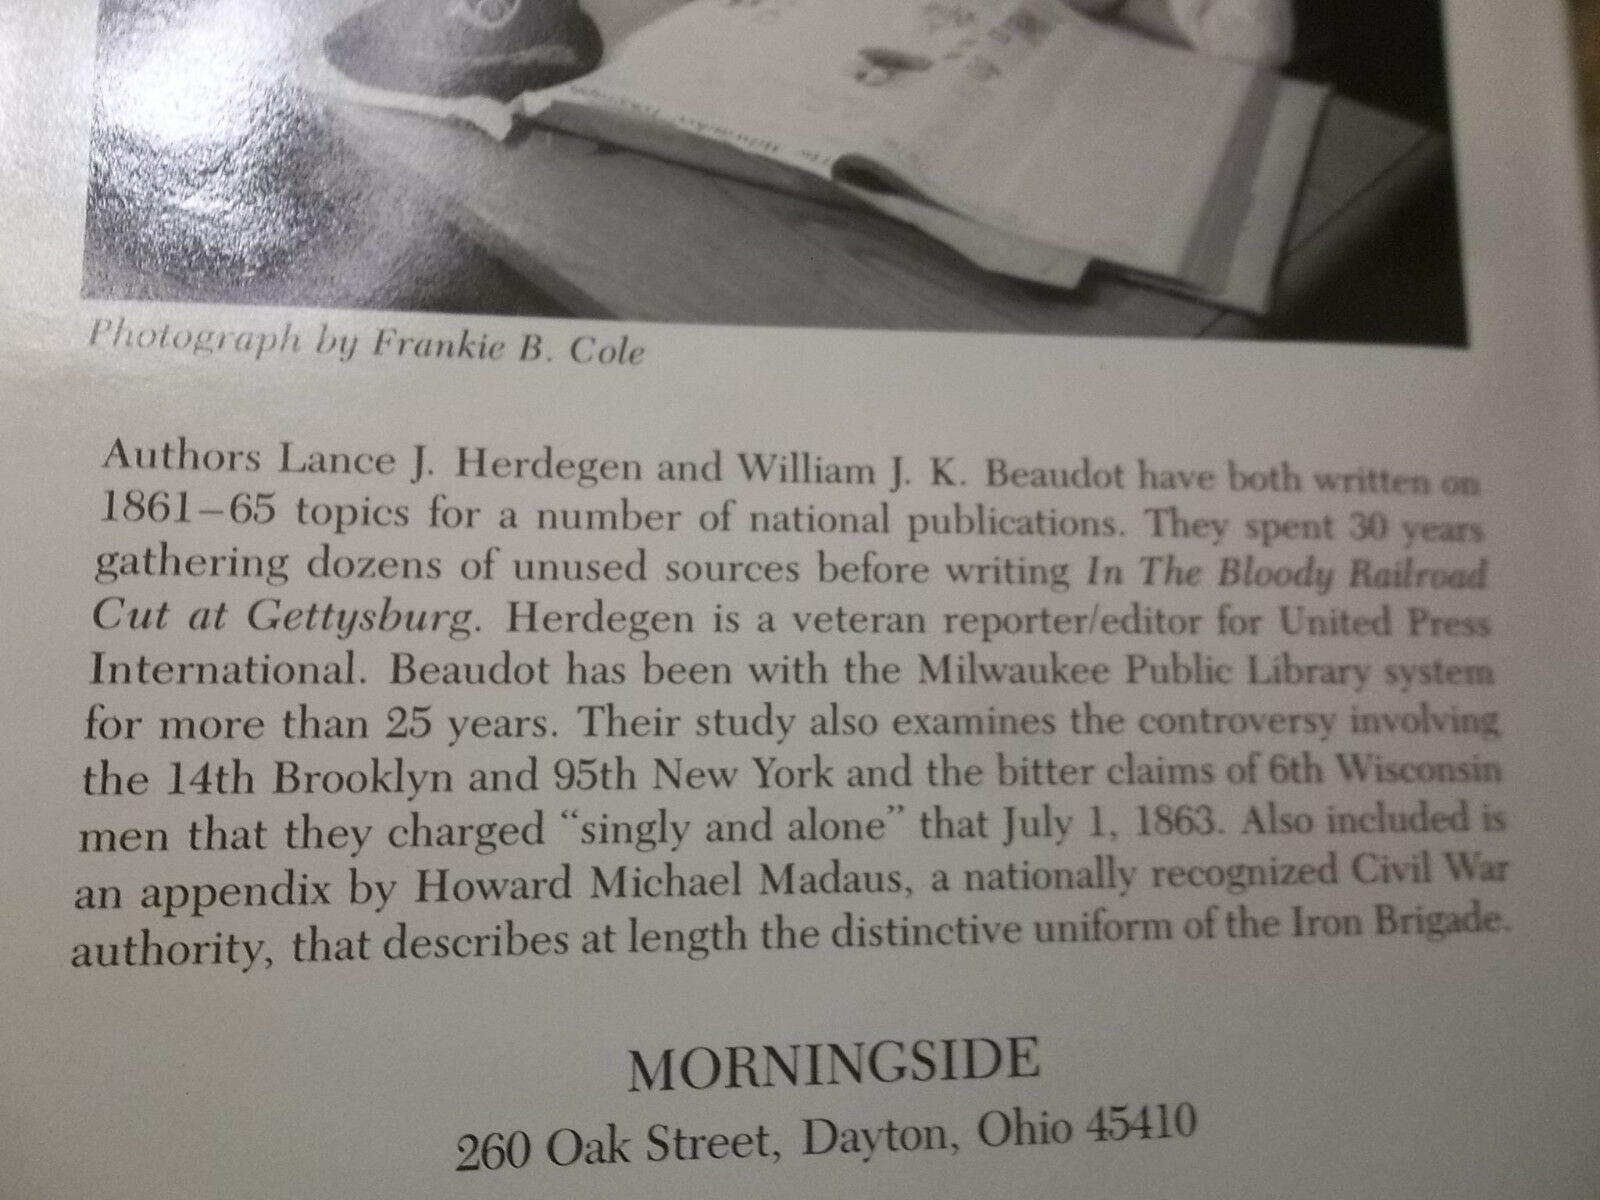 Photograph by Frankie B. Cole
Authors Lance J. Herdegen and William J. K. Beaudot have both written on
1861–65 topics for a number of national publications. They spent 30 years
gathering dozens of unused sources before writing In The Bloody Railroad
Cut at Gettysburg. Herdegen is a veteran reporter/editor for United Press
International. Beaudot has been with the Milwaukee Public Library system
for more than 25 years. Their study also examines the controversy involving
the 14th Brooklyn and 95th New York and the bitter claims of 6th Wisconsin
men that they charged “singly and alone” that July 1, 1863. Also included is
an appendix by Howard Michael Madaus, a nationally recognized Civil War
authority, that describes at length the distinctive uniform of the Iron Brigade.
MORNINGSIDE
260 Oak Street, Dayton, Ohio 45410